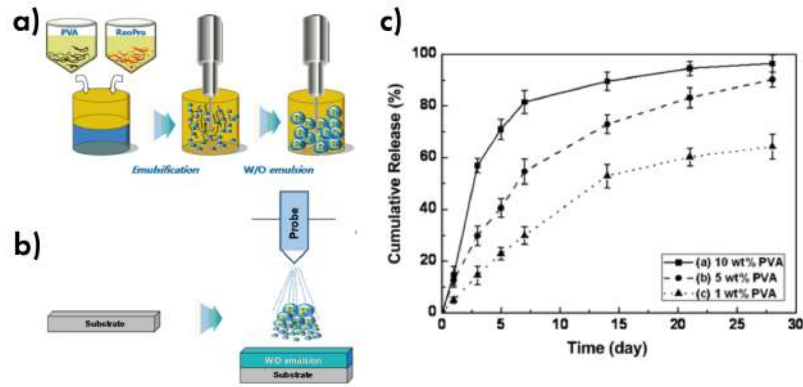 a)
PVA
ReoPro
Emulsification
W/O emulsion
b)
Probe
Substrate
W/O emulsion
Substrate
c)
Cumulative Release (%)
100
80
60
40
20
0
0 5 10 15 20 25 30
Time (day)
(a) 10 wt% PVA
(b) 5 wt% PVA
(c) 1 wt% PVA